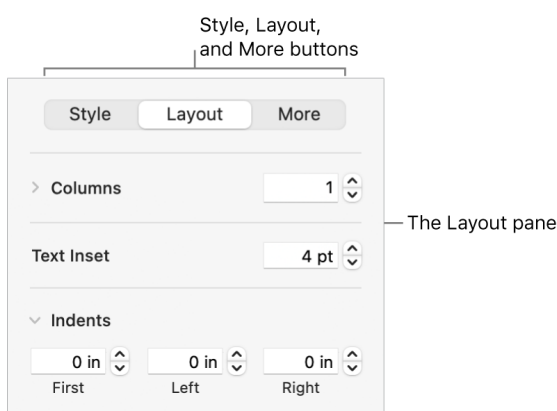 Style, Layout,
and More buttons
Style Layout More
Columns 1
The Layout pane
Text Inset 4 pt
Indents
0 in 0 in 0 in
First Left Right